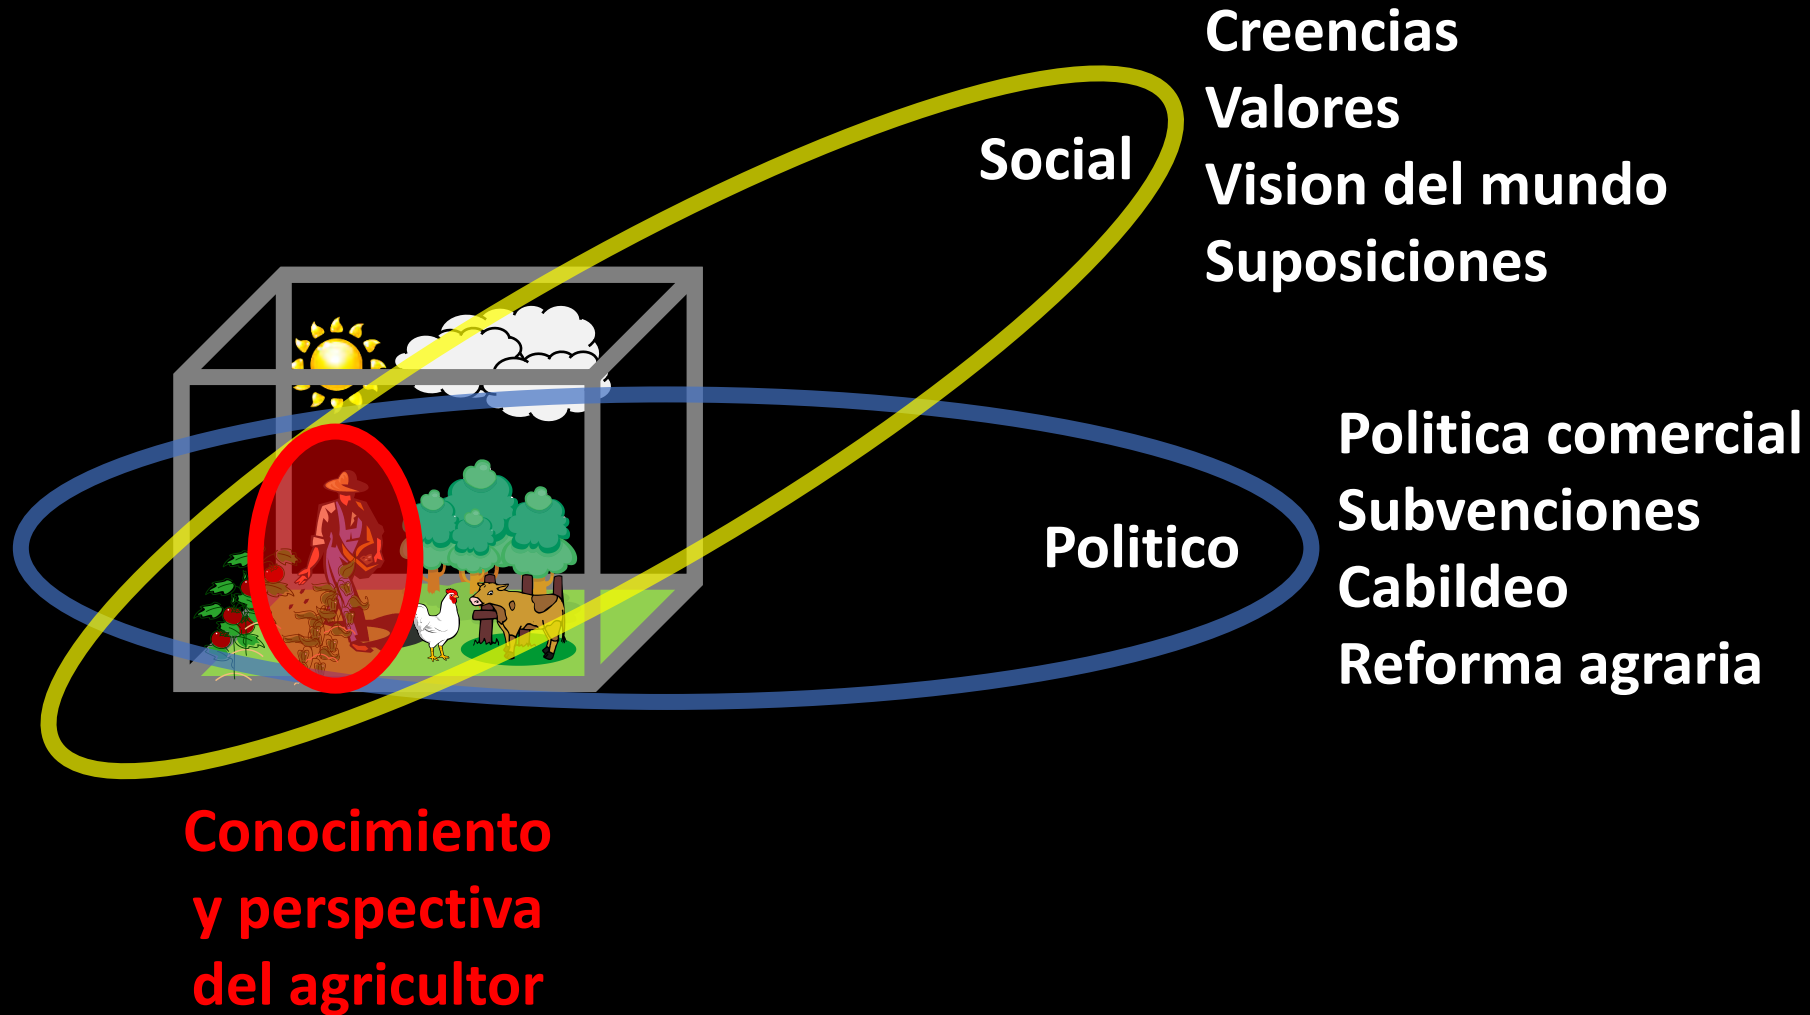 Creencias
Valores
Vision del mundo
Suposiciones
Social
Politica comercial
Subvenciones
Cabildeo
Reforma agraria
Politico
Conocimiento
y perspectiva
del agricultor